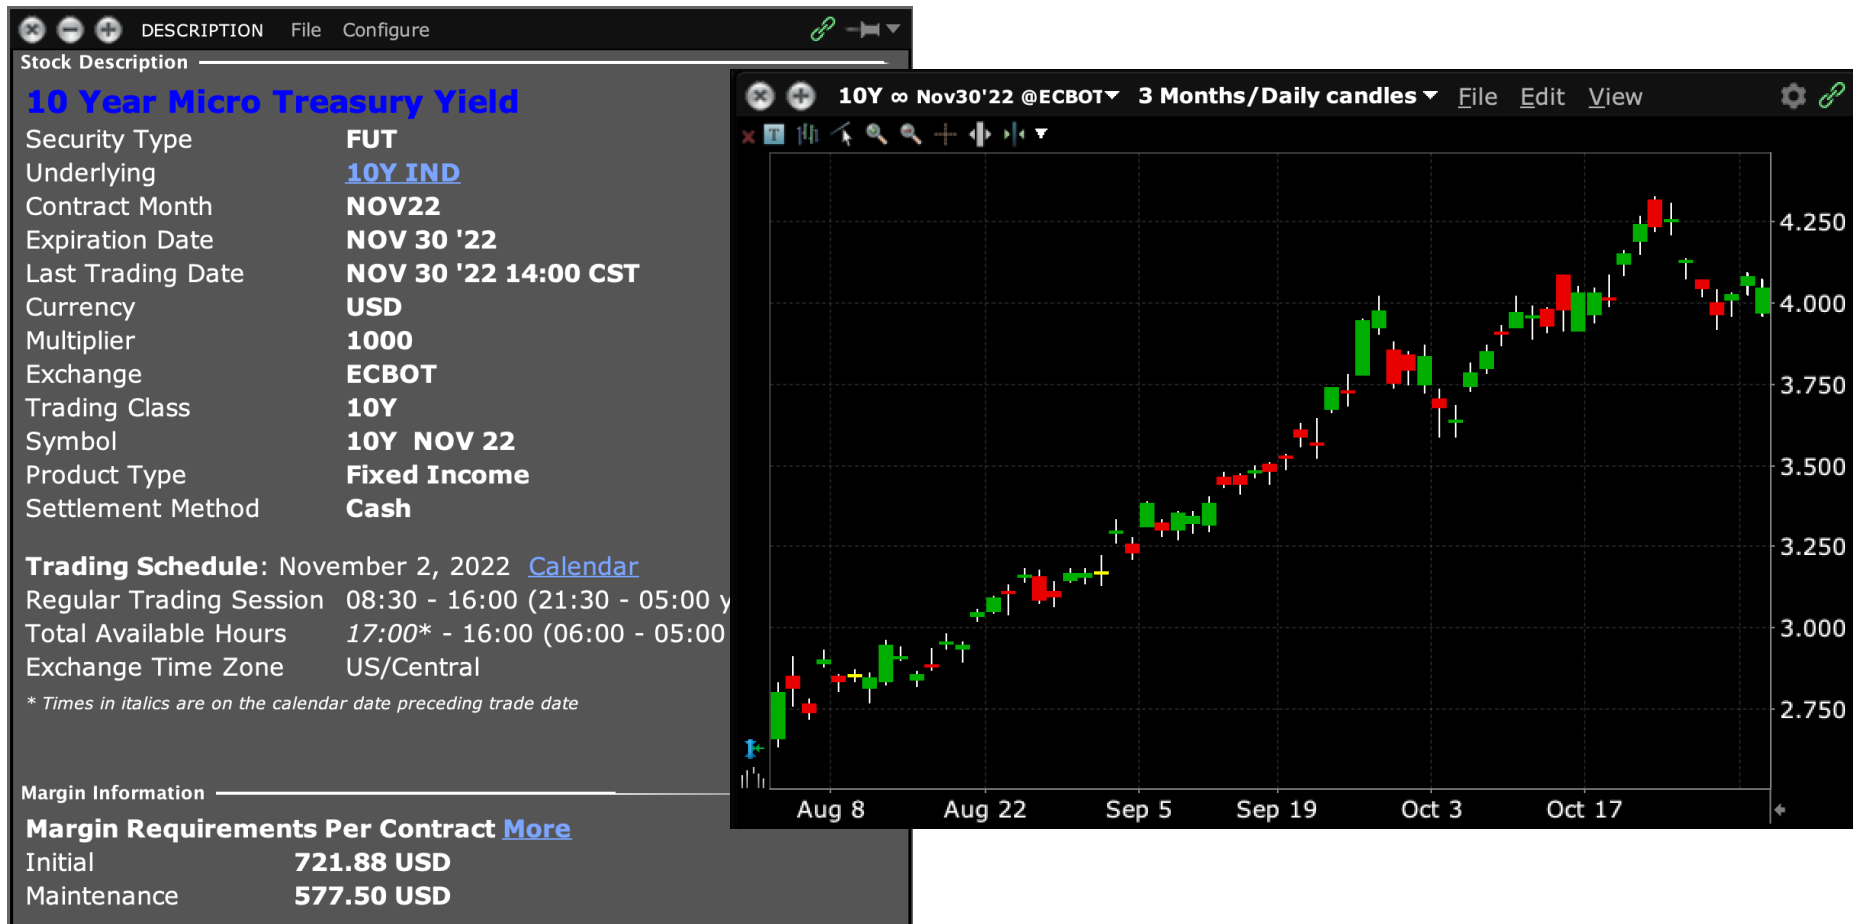 DESCRIPTION File Configure
Stock Description
10 Year Micro Treasury Yield
Security Type FUT
Underlying 10Y IND
Contract Month NOV22
Expiration Date NOV 30 '22
Last Trading Date NOV 30 '22 14:00 CST
Currency USD
Multiplier 1000
Exchange ECBOT
Trading Class 10Y
Symbol 10Y NOV 22
Product Type Fixed Income
Settlement Method Cash
Trading Schedule: November 2, 2022 Calendar
Regular Trading Session 08:30 - 16:00 (21:30 - 05:00 y
Total Available Hours 17:00* - 16:00 (06:00 - 05:00
Exchange Time Zone US/Central
* Times in italics are on the calendar date preceding trade date
Margin Information
Margin Requirements Per Contract More
Initial 721.88 USD
Maintenance 577.50 USD
10Y ∞ Nov30'22 @ECBOT 3 Months/Daily candles File Edit View
T
4.250
4.000
3.750
3.500
3.250
3.000
2.750
Aug 8 Aug 22 Sep 5 Sep 19 Oct 3 Oct 17